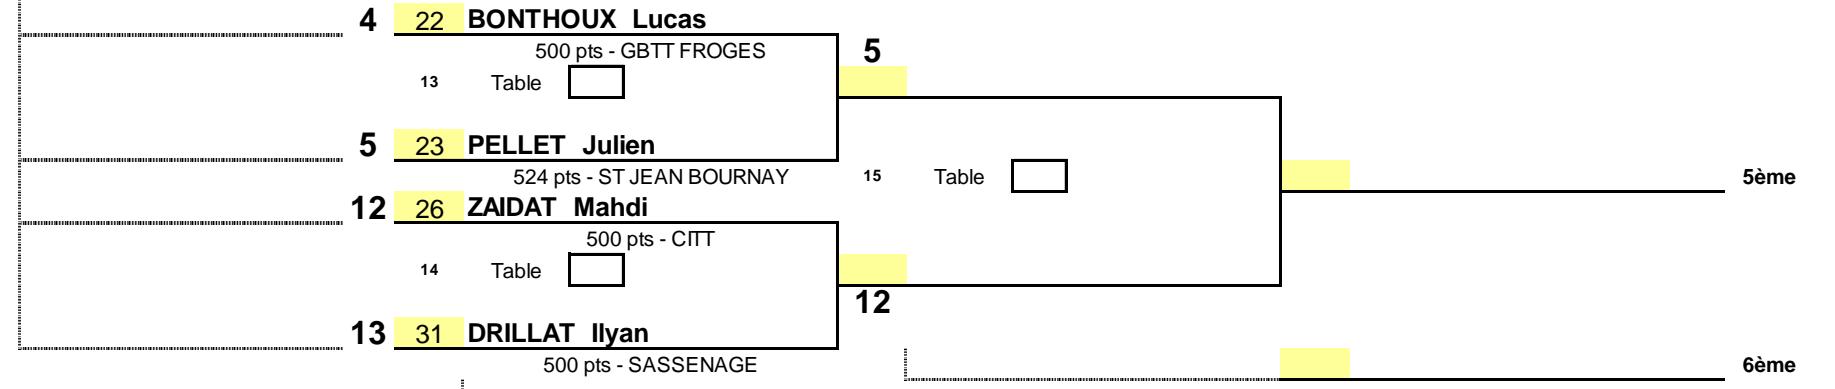 4 22 BONTHOUX Lucas
500 pts - GBTT FROGES
5
13 Table
5 23 PELLET Julien
524 pts - ST JEAN BOURNAY
15 Table
5ème
12 26 ZAIDAT Mahdi
500 pts - CITT
14 Table
12
13 31 DRILLAT Ilyan
500 pts - SASSENAGE
6ème